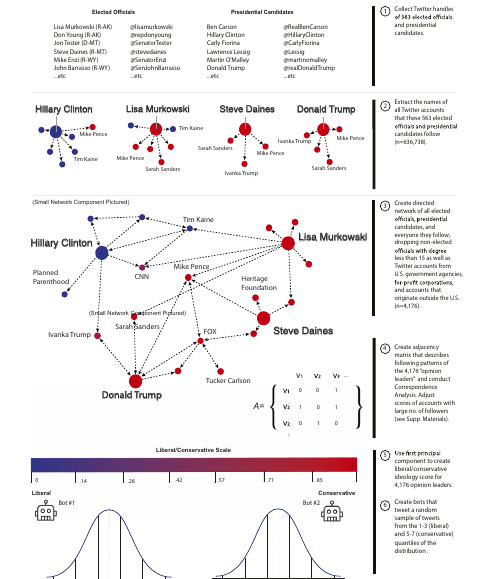 Elected Officials
Presidential Candidates
Lisa Murkowski (R-AK)
@lisamurkowski
Ben Carson
@RealBenCarson
Don Young (R-AK)
@repdonyoung
Hillary Clinton
@HillaryClinton
Jon Tester (D-MT)
@SenatorTester
Carly Fiorina
@CarlyFiorina
Steve Daines (R-MT)
@stevedaines
Lawrence Lessig
@Lessig
Mike Enzi (R-WY)
@SenatorEnzi
Martin O'Malley
@martinomalley
John Barrasso (R-WY)
@SenJohnBarrasso
Donald Trump
@realDonaldTrump
...etc
...etc
...etc
...etc
1
Collect Twitter handles
of 563 elected officials
and presidential
candidates.
Hillary Clinton
Mike Pence
Tim Kaine
Lisa Murkowski
Tim Kaine
Mike Pence
Sarah Sanders
Steve Daines
Sarah Sanders
Mike Pence
Ivanka Trump
Donald Trump
Ivanka Trump
Mike Pence
Sarah Sanders
2
Extract the names of
all Twitter accounts
that these 563 elected
officials and presidential
candidates follow
(n=636,738).
(Small Network Component Pictured)
Tim Kaine
Hillary Clinton
Lisa Murkowski
Planned
Parenthood
CNN
Mike Pence
Heritage
Foundation
(Small Network Component Pictured)
Sarah Sanders
Ivanka Trump
FOX
Steve Daines
Tucker Carlson
Donald Trump
3
Create directed
network of all elected
officials, presidential
candidates, and
everyone they follow;
dropping non-elected
officials with degree
less than 15 as well as
Twitter accounts from
U.S. government agencies,
for-profit corporations,
and accounts that
originate outside the U.S.
(n=4,176).
A=
V1 V2 V3 ...
V1 0 0 1
V2 1 0 1
V3 0 1 0
4
Create adjacency
matrix that describes
following patterns of
the 4,176 "opinion
leaders" and conduct
Correspondence
Analysis. Adjust
scores of accounts with
large no. of followers
(see Supp. Materials).
Liberal/Conservative Scale
0 .14 .28 .42 .57 .71 .85
Liberal
Conservative
5
Use first principal
component to create
liberal/conservative
ideology score for
4,176 opinion leaders.
Bot #1
Bot #2
6
Create bots that
tweet a random
sample of tweets
from the 1-3 (liberal)
and 5-7 (conservative)
quantiles of the
distribution.